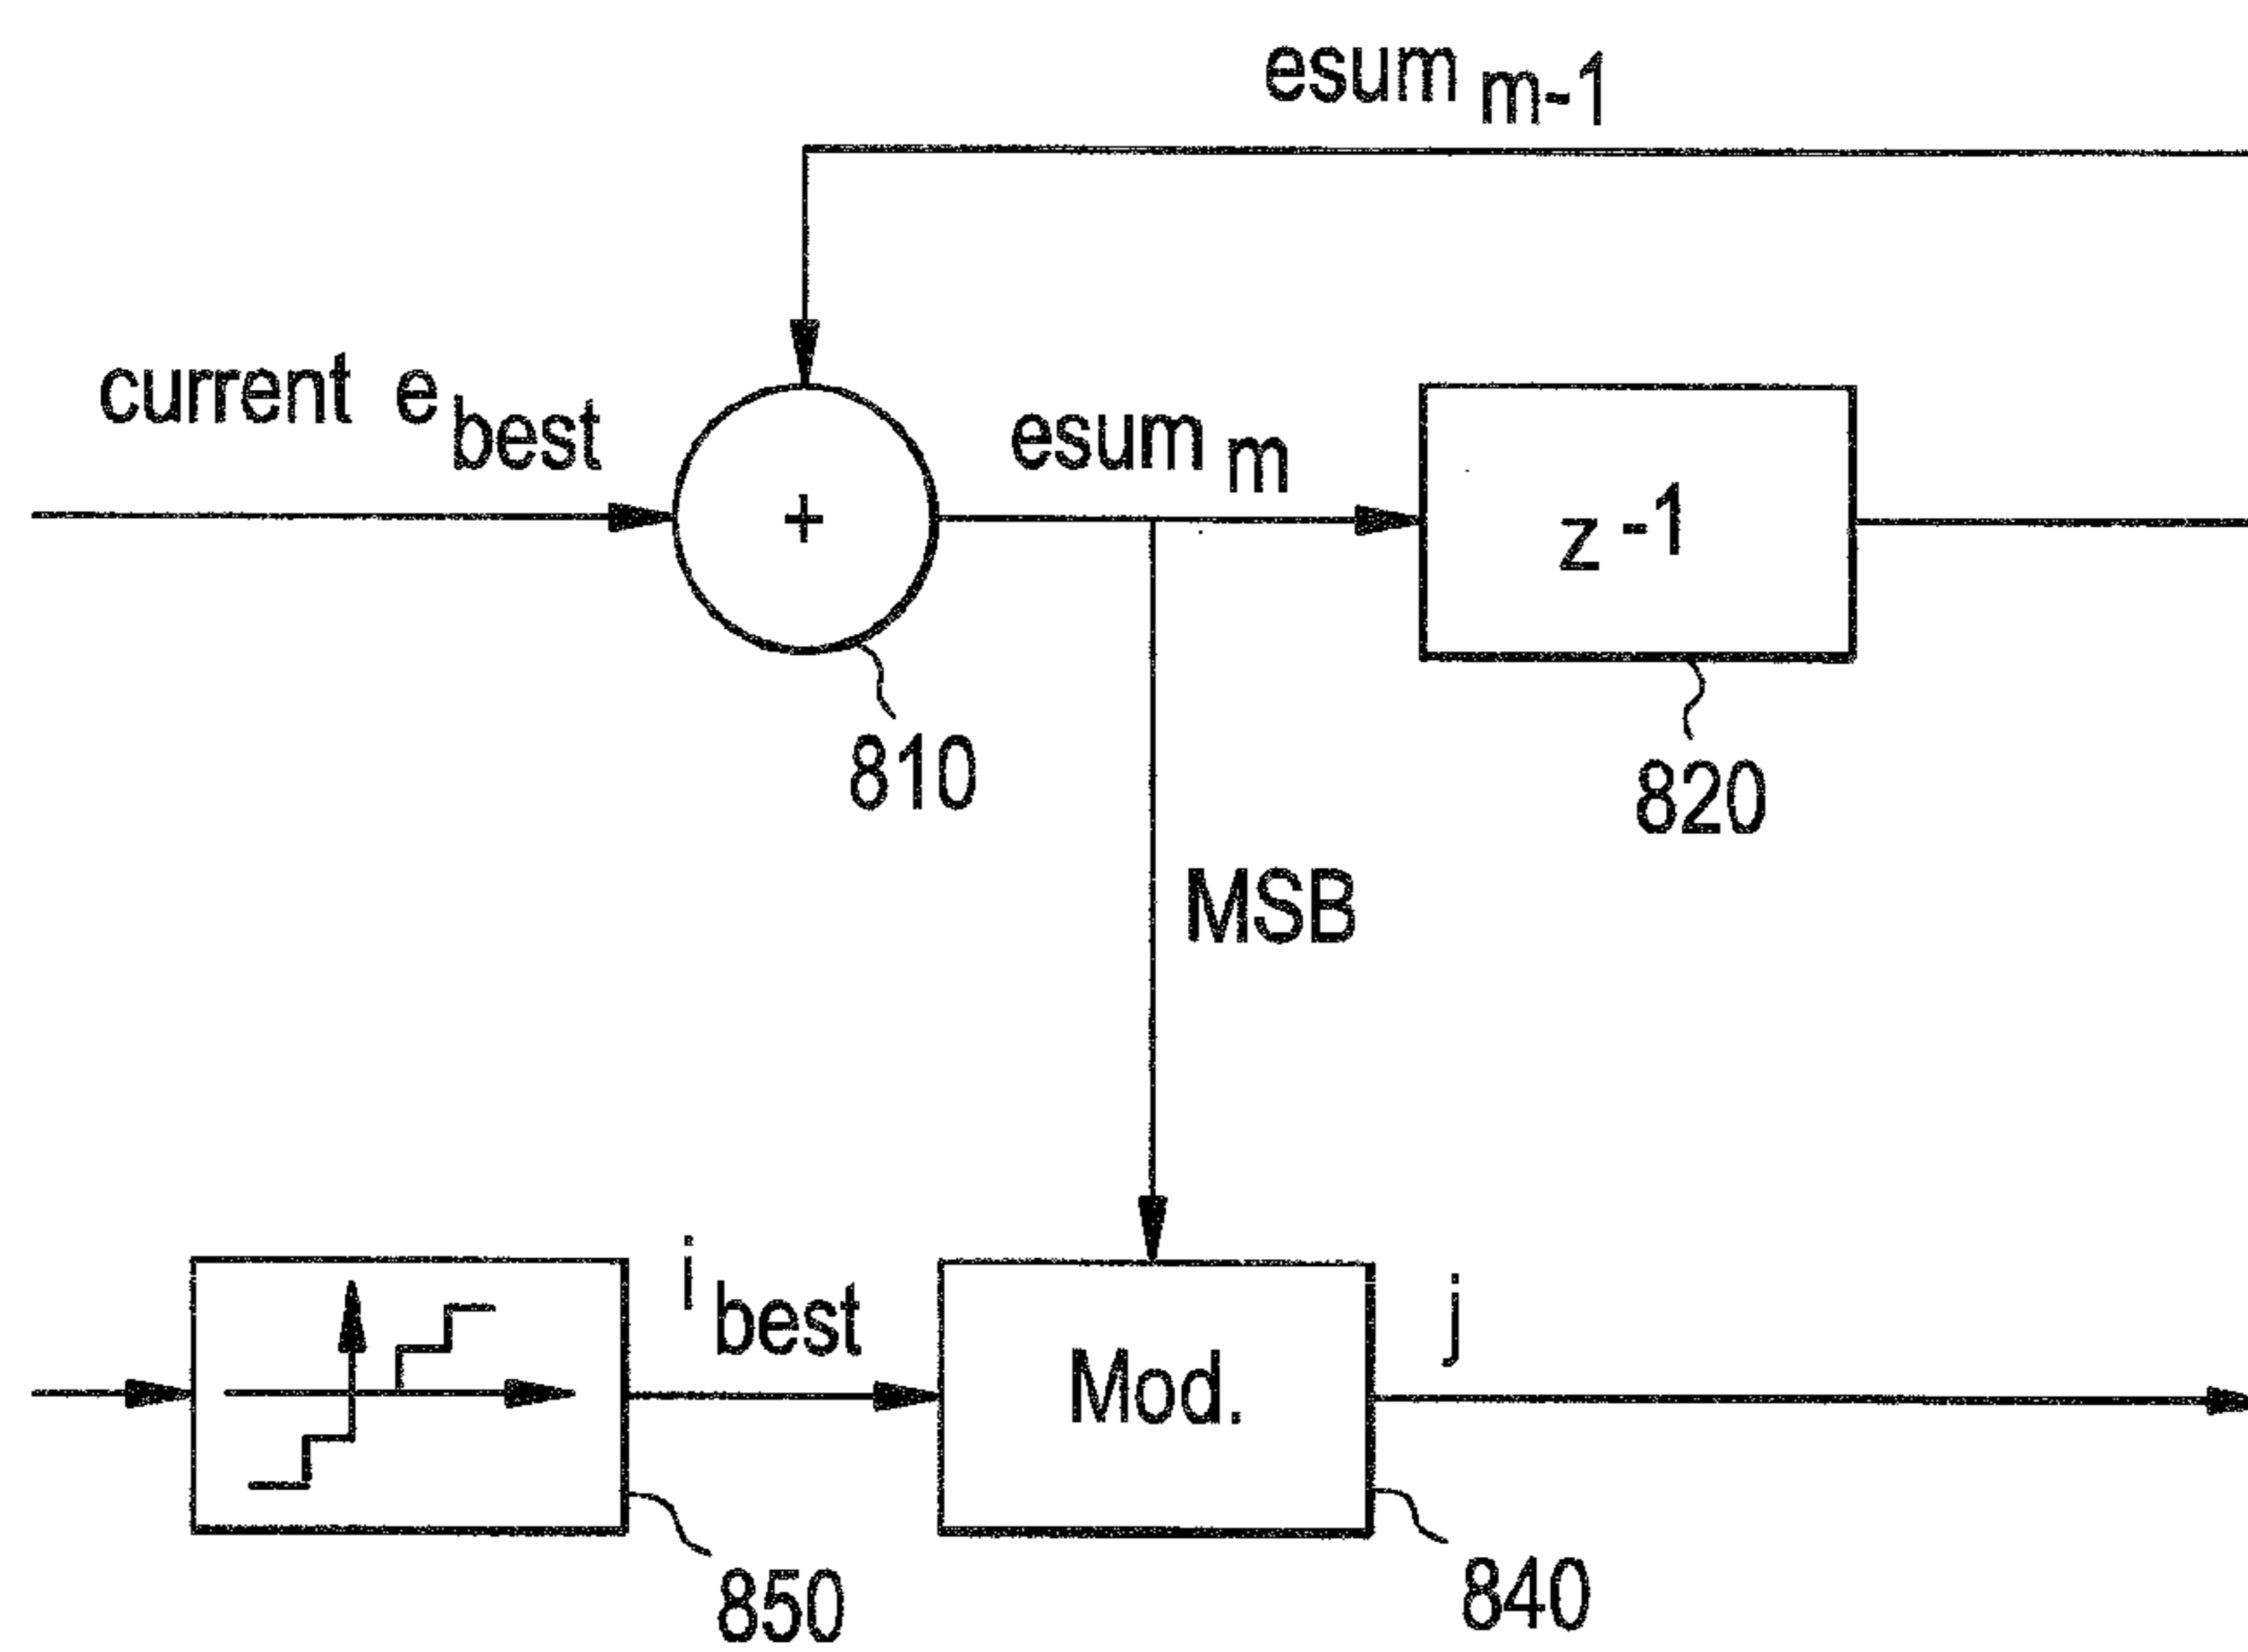 esum m-1
current e best
esum m
z -1
810
820
MSB
i best
j
Mod.
850
840